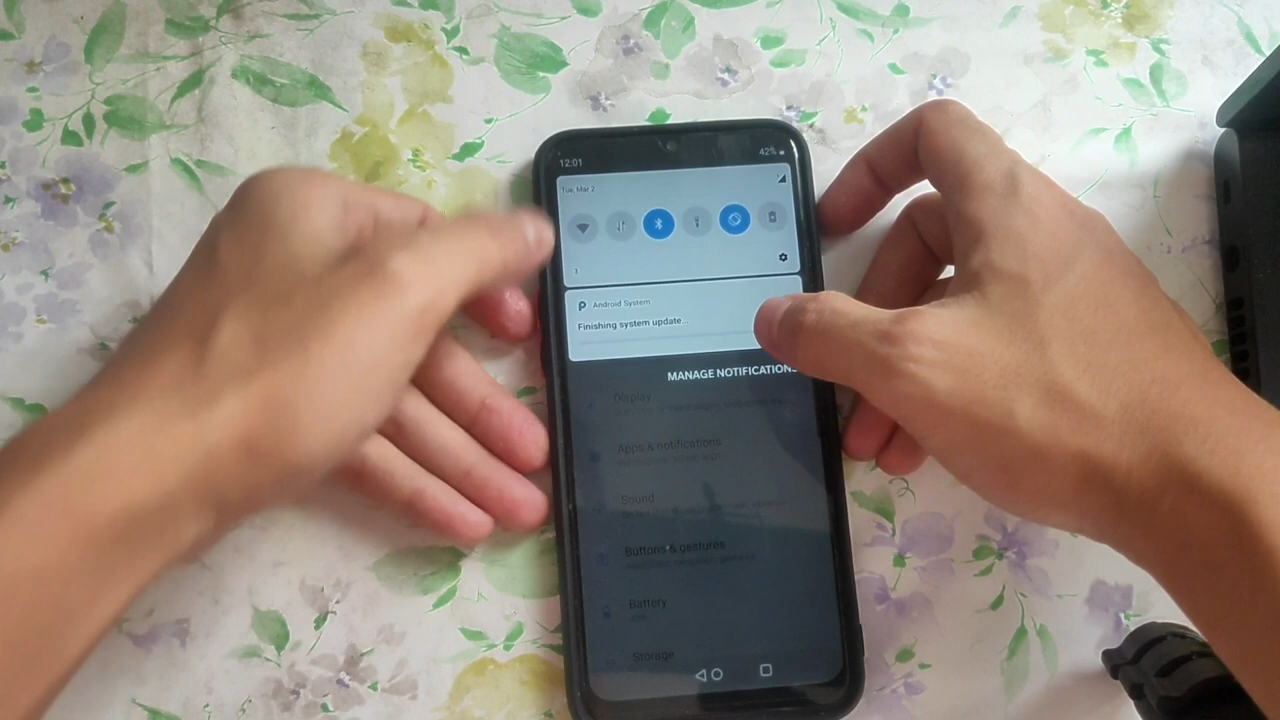 12:01
42%
Tue, Mar 2
Android System
Finishing system update...
MANAGE NOTIFICATIONS
Display
Apps & notifications
Sound
Buttons & gestures
Battery
Storage